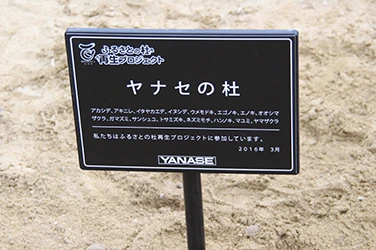 ふるさとの杜
再生プロジェクト
ヤナセの杜
アカシデ、アキニレ、イタヤカエデ、イヌシデ、ウメモドキ、エゴノキ、エノキ、オオシマ
ザクラ、ガマズミ、サンシュユ、トサミズキ、ネズミモチ、ハンノキ、マユミ、ヤマザクラ
私たちはふるさとの杜再生プロジェクトに参加しています。
2016年 3月
YANASE